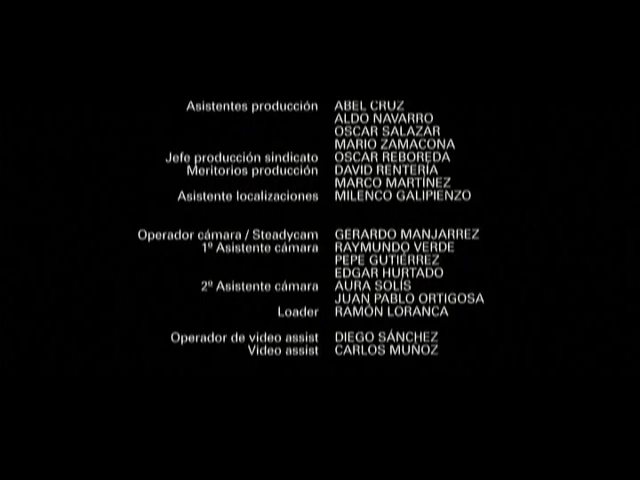 Asistentes producción ABEL CRUZ
ALDO NAVARRO
OSCAR SALAZAR
MARIO ZAMACONA
Jefe producción sindicato OSCAR REBOREDA
Meritorios producción DAVID RENTERÍA
MARCO MARTÍNEZ
Asistente localizaciones MILENCO GALIPIENZO
Operador cámara / Steadycam GERARDO MANJARREZ
1º Asistente cámara RAYMUNDO VERDE
PEPE GUTIÉRREZ
EDGAR HURTADO
2º Asistente cámara AURA SOLÍS
JUAN PABLO ORTIGOSA
Loader RAMÓN LORANCA
Operador de video assist DIEGO SÁNCHEZ
Video assist CARLOS MUÑOZ